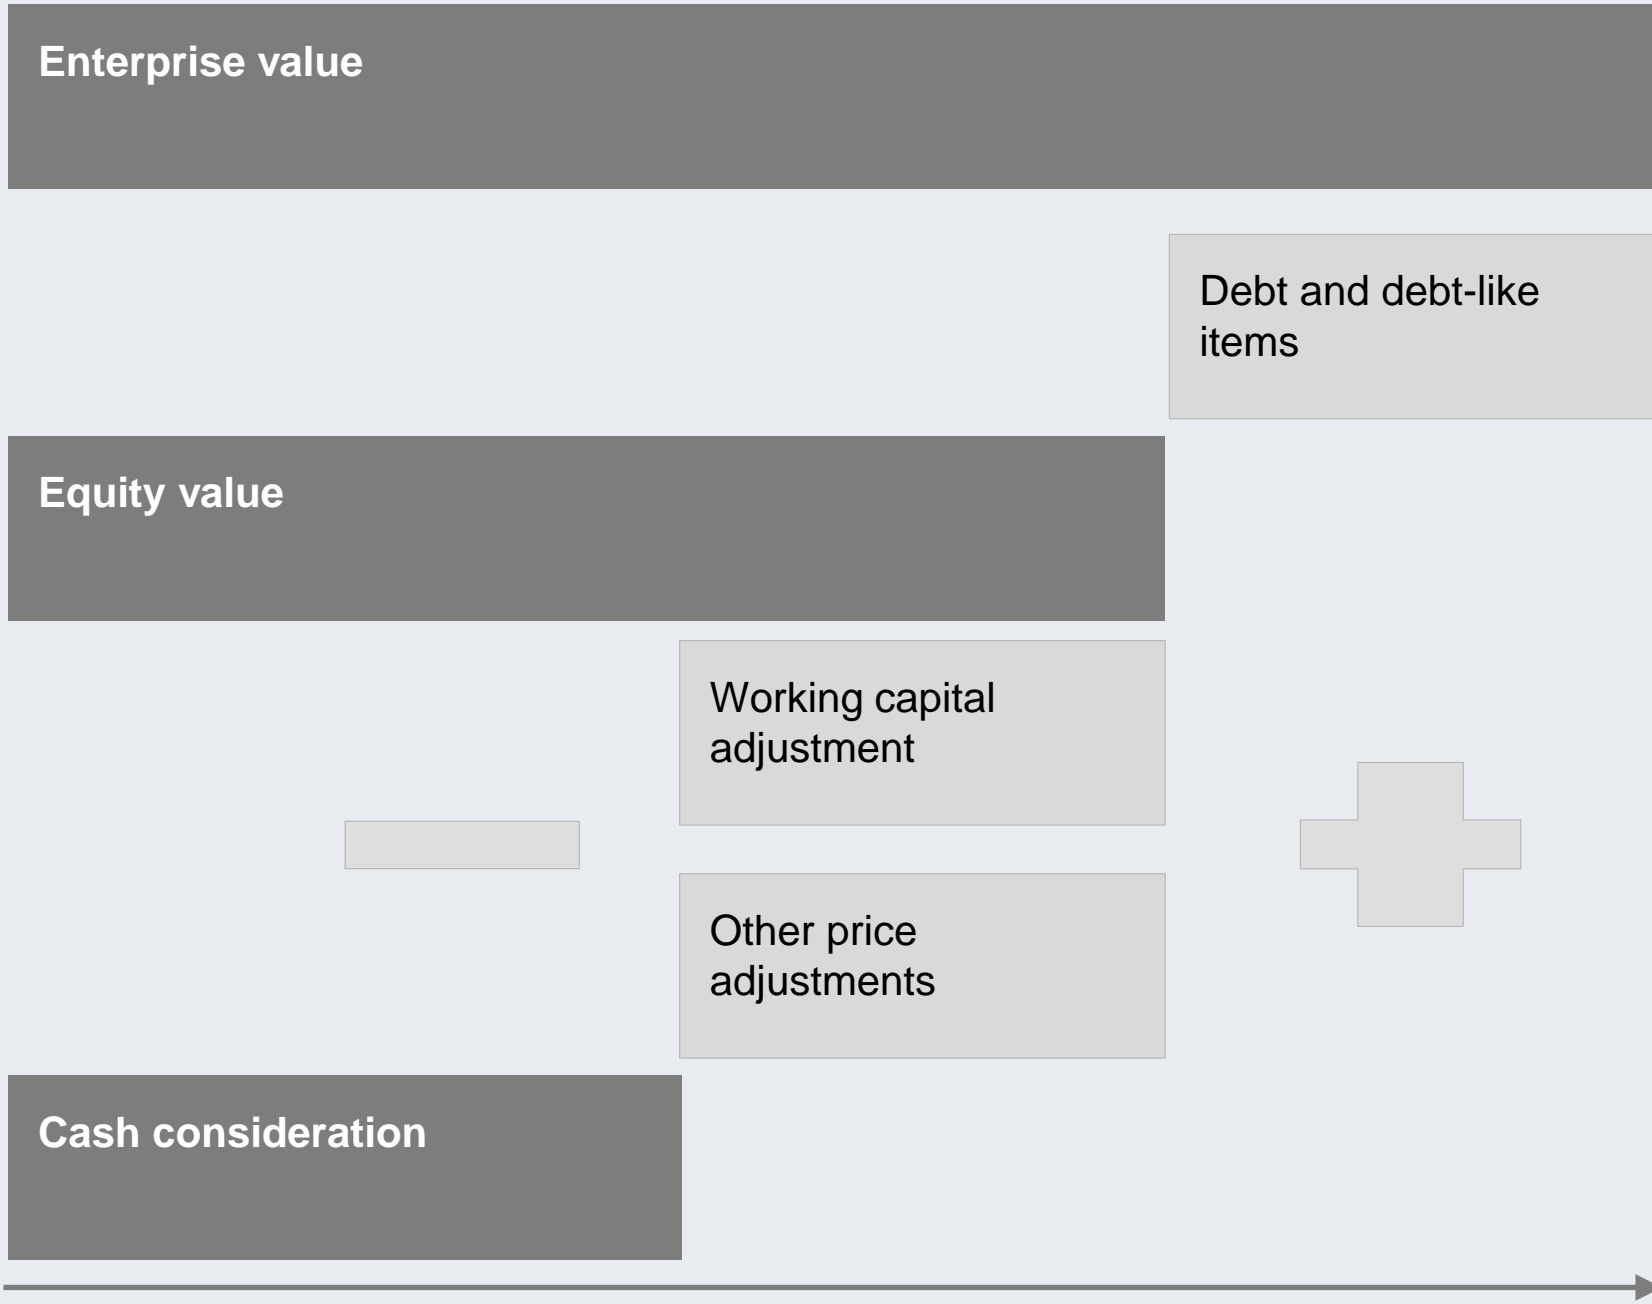 Enterprise value
Debt and debt-like
items
Equity value
Working capital
adjustment
Other price
adjustments
Cash consideration